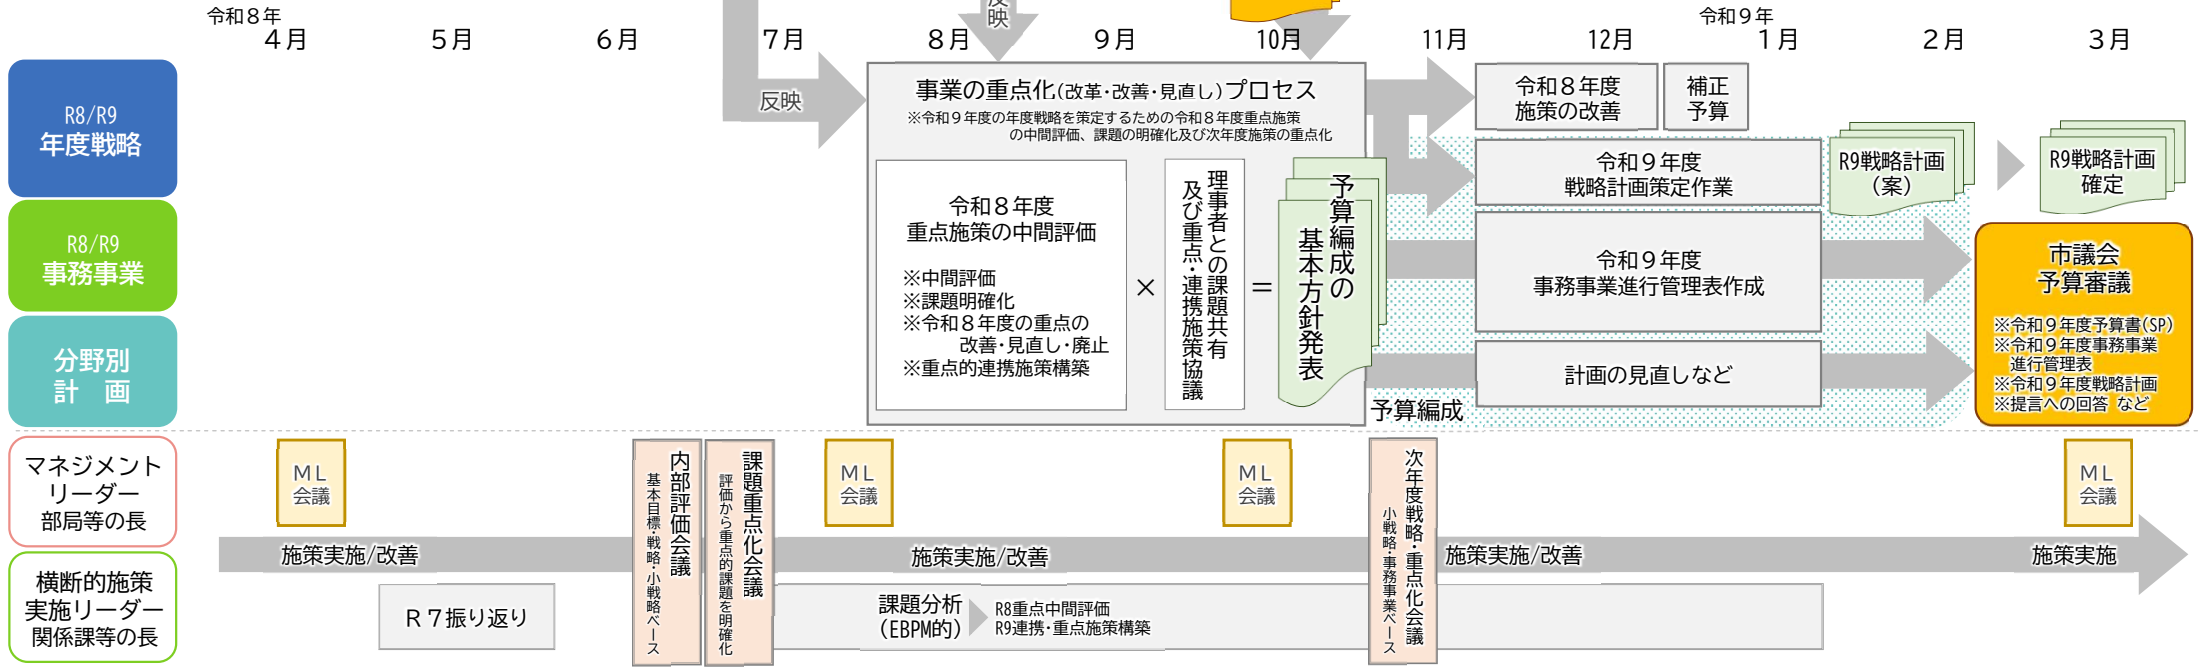 令和８年
４月
５月
６月
７月
８月
９月
10月
11月
12月
令和９年
１月
２月
３月
反映
反映
R8/R9
年度戦略
R8/R9
事務事業
分野別
計　画
事業の重点化(改革・改善・見直し)プロセス
※令和９年度の年度戦略を策定するための令和８年度重点施策
の中間評価、課題の明確化及び次年度施策の重点化
令和８年度
重点施策の中間評価
※中間評価
※課題明確化
※令和８年度の重点の
改善・見直し・廃止
※重点的連携施策構築
×
理事者との課題共有
及び重点・連携施策協議
＝
予算編成の
基本方針発表
令和８年度
施策の改善
補正
予算
令和９年度
戦略計画策定作業
R9戦略計画
（案）
R9戦略計画
確定
令和９年度
事務事業進行管理表作成
計画の見直しなど
予算編成
市議会
予算審議
※令和９年度予算書(SP)
※令和９年度事務事業
進行管理表
※令和９年度戦略計画
※提言への回答 など
マネジメント
リーダー
部局等の長
ＭＬ
会議
内部評価会議
基本目標・戦略・小戦略ベース
課題重点化会議
評価から重点的課題を明確化
ＭＬ
会議
ＭＬ
会議
次年度戦略・重点化会議
小戦略・事務事業ベース
ＭＬ
会議
施策実施/改善
施策実施/改善
施策実施/改善
施策実施
横断的施策
実施リーダー
関係課等の長
Ｒ７振り返り
課題分析
(EBPM的)
R8重点中間評価
R9連携・重点施策構築